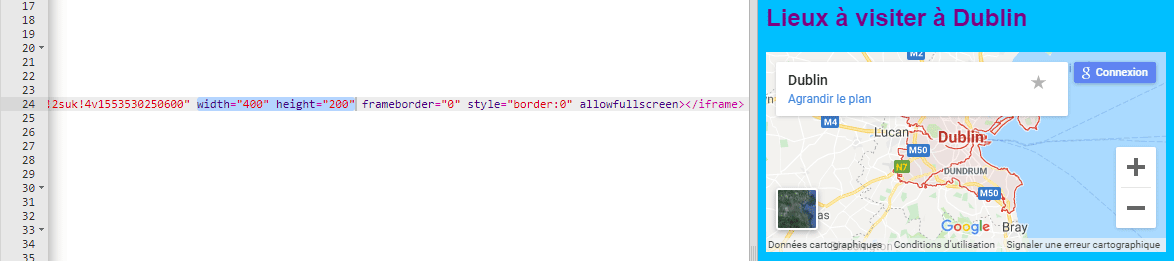 17
18
19
20
21
22
23
24 !2suk!4v1553530250600" width="400" height="200" frameborder="0" style="border:0" allowfullscreen></iframe>
25
26
27
28
29
30
31
32
33
34
35
Lieux à visiter à Dublin
M2
Dublin
Agrandir le plan
Connexion
M4
Lucan
Dublin
M50
N7
DUNDRUM
M50
as
Google
Bray
Données cartographiques Conditions d'utilisation Signaler une erreur cartographique